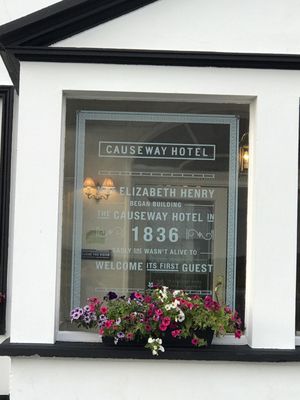 CAUSEWAY HOTEL
ELIZABETH HENRY
BEGAN BUILDING
THE CAUSEWAY HOTEL IN
1836
SADLY SHE WASN'T ALIVE TO
WELCOME ITS FIRST GUEST